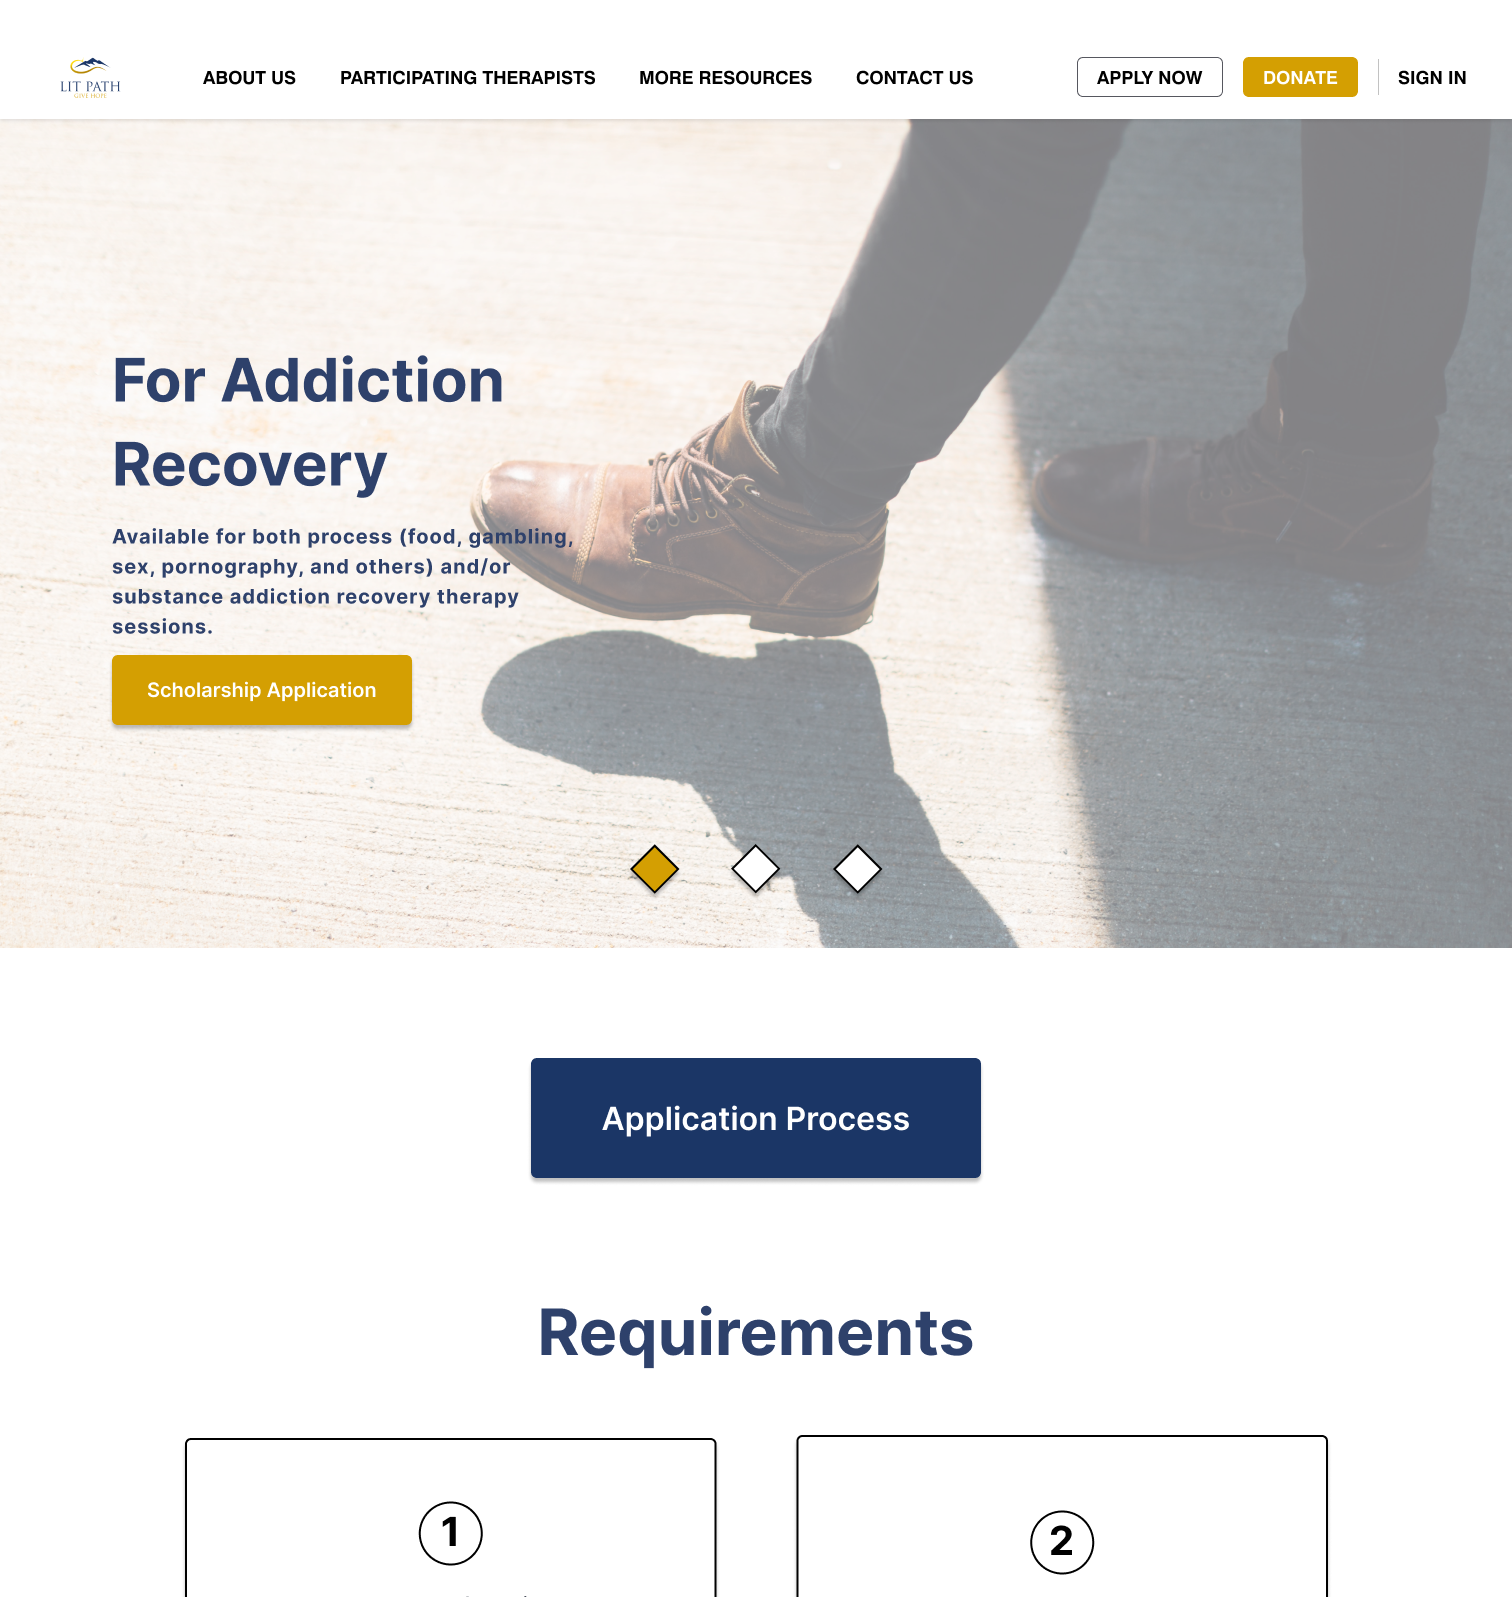 LIT PATH
GIVE HOPE
ABOUT US
PARTICIPATING THERAPISTS
MORE RESOURCES
CONTACT US
APPLY NOW
DONATE
SIGN IN
For Addiction
Recovery
Available for both process (food, gambling,
sex, pornography, and others) and/or
substance addiction recovery therapy
sessions.
Scholarship Application
Application Process
Requirements
1
2